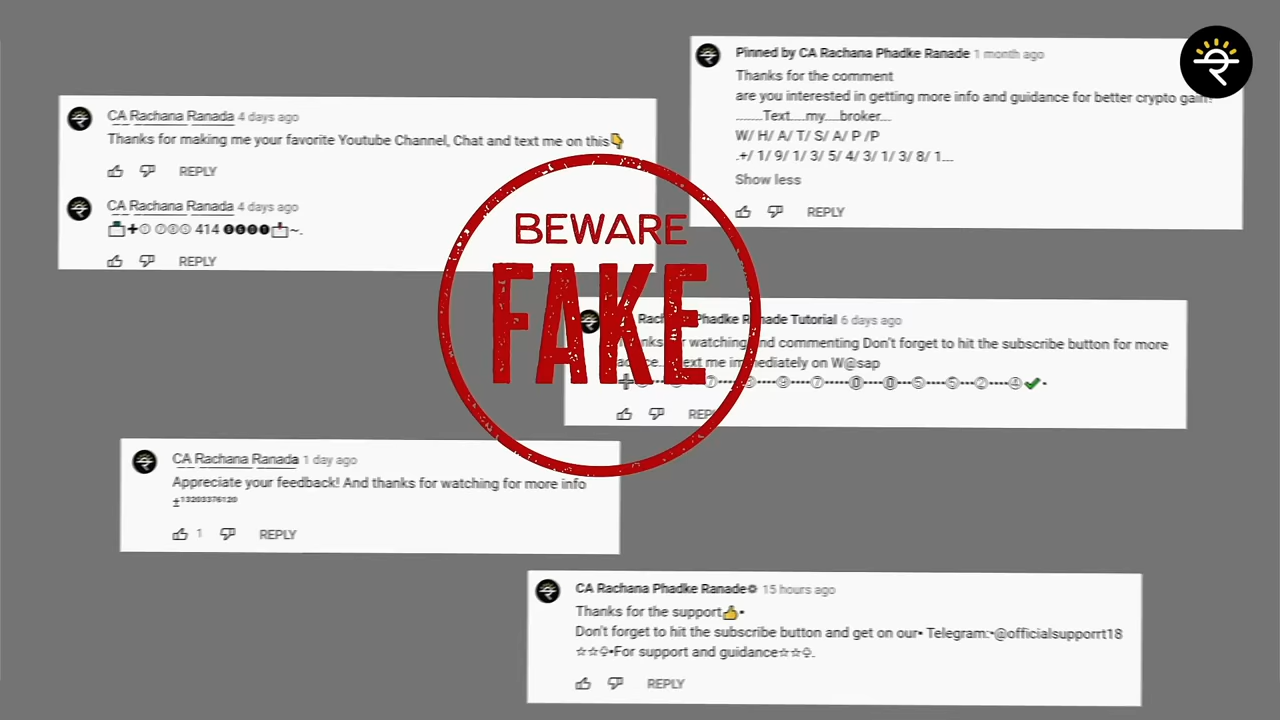 CA Rachana Ranada 4 days ago
Thanks for making me your favorite Youtube Channel, Chat and text me on this👇
REPLY
CA Rachana Ranada 4 days ago
414
REPLY
Pinned by CA Rachana Phadke Ranade 1 month ago
Thanks for the comment
are you interested in getting more info and guidance for better crypto gain!
........Text....my....broker...
W/ H/ A/ T/ S/ A/ P /P
.+/ 1/ 9/ 1/ 3/ 5/ 4/ 3/ 1/ 3/ 8/ 1...
Show less
REPLY
BEWARE
FAKE
Phadke Ranade Tutorial 6 days ago
watching and commenting Don't forget to hit the subscribe button for more
text me immediately on W@sap
REPLY
CA Rachana Ranada 1 day ago
Appreciate your feedback! And thanks for watching for more info
±¹³²⁰³³⁷⁶¹²⁰
1 REPLY
CA Rachana Phadke Ranade 15 hours ago
Thanks for the support👍•
Don't forget to hit the subscribe button and get on our• Telegram:•@officialsupporrt18
☆☆♤•For support and guidance☆☆♤.
REPLY